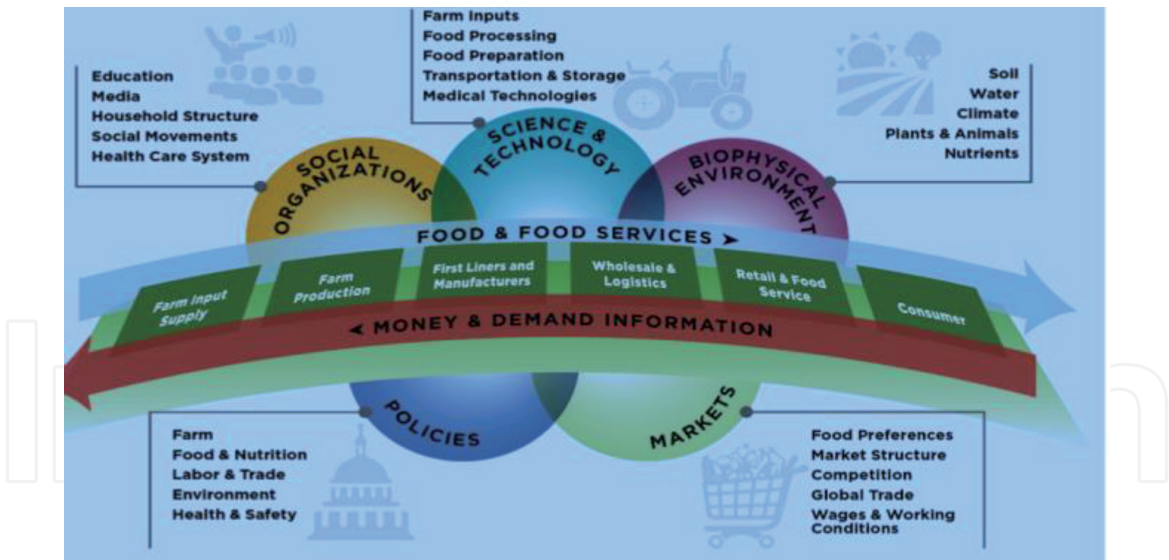 Farm Inputs
Food Processing
Food Preparation
Transportation & Storage
Medical Technologies
Education
Media
Household Structure
Social Movements
Health Care System
Soil
Water
Climate
Plants & Animals
Nutrients
SOCIAL
ORGANIZATIONS
SCIENCE &
TECHNOLOGY
BIOPHYSICAL
ENVIRONMENT
FOOD & FOOD SERVICES ➤
Farm Input
Supply
Farm
Production
First Liners and
Manufacturers
Wholesale &
Logistics
Retail & Food
Service
Consumer
< MONEY & DEMAND INFORMATION
POLICIES
MARKETS
Farm
Food & Nutrition
Labor & Trade
Environment
Health & Safety
Food Preferences
Market Structure
Competition
Global Trade
Wages & Working
Conditions